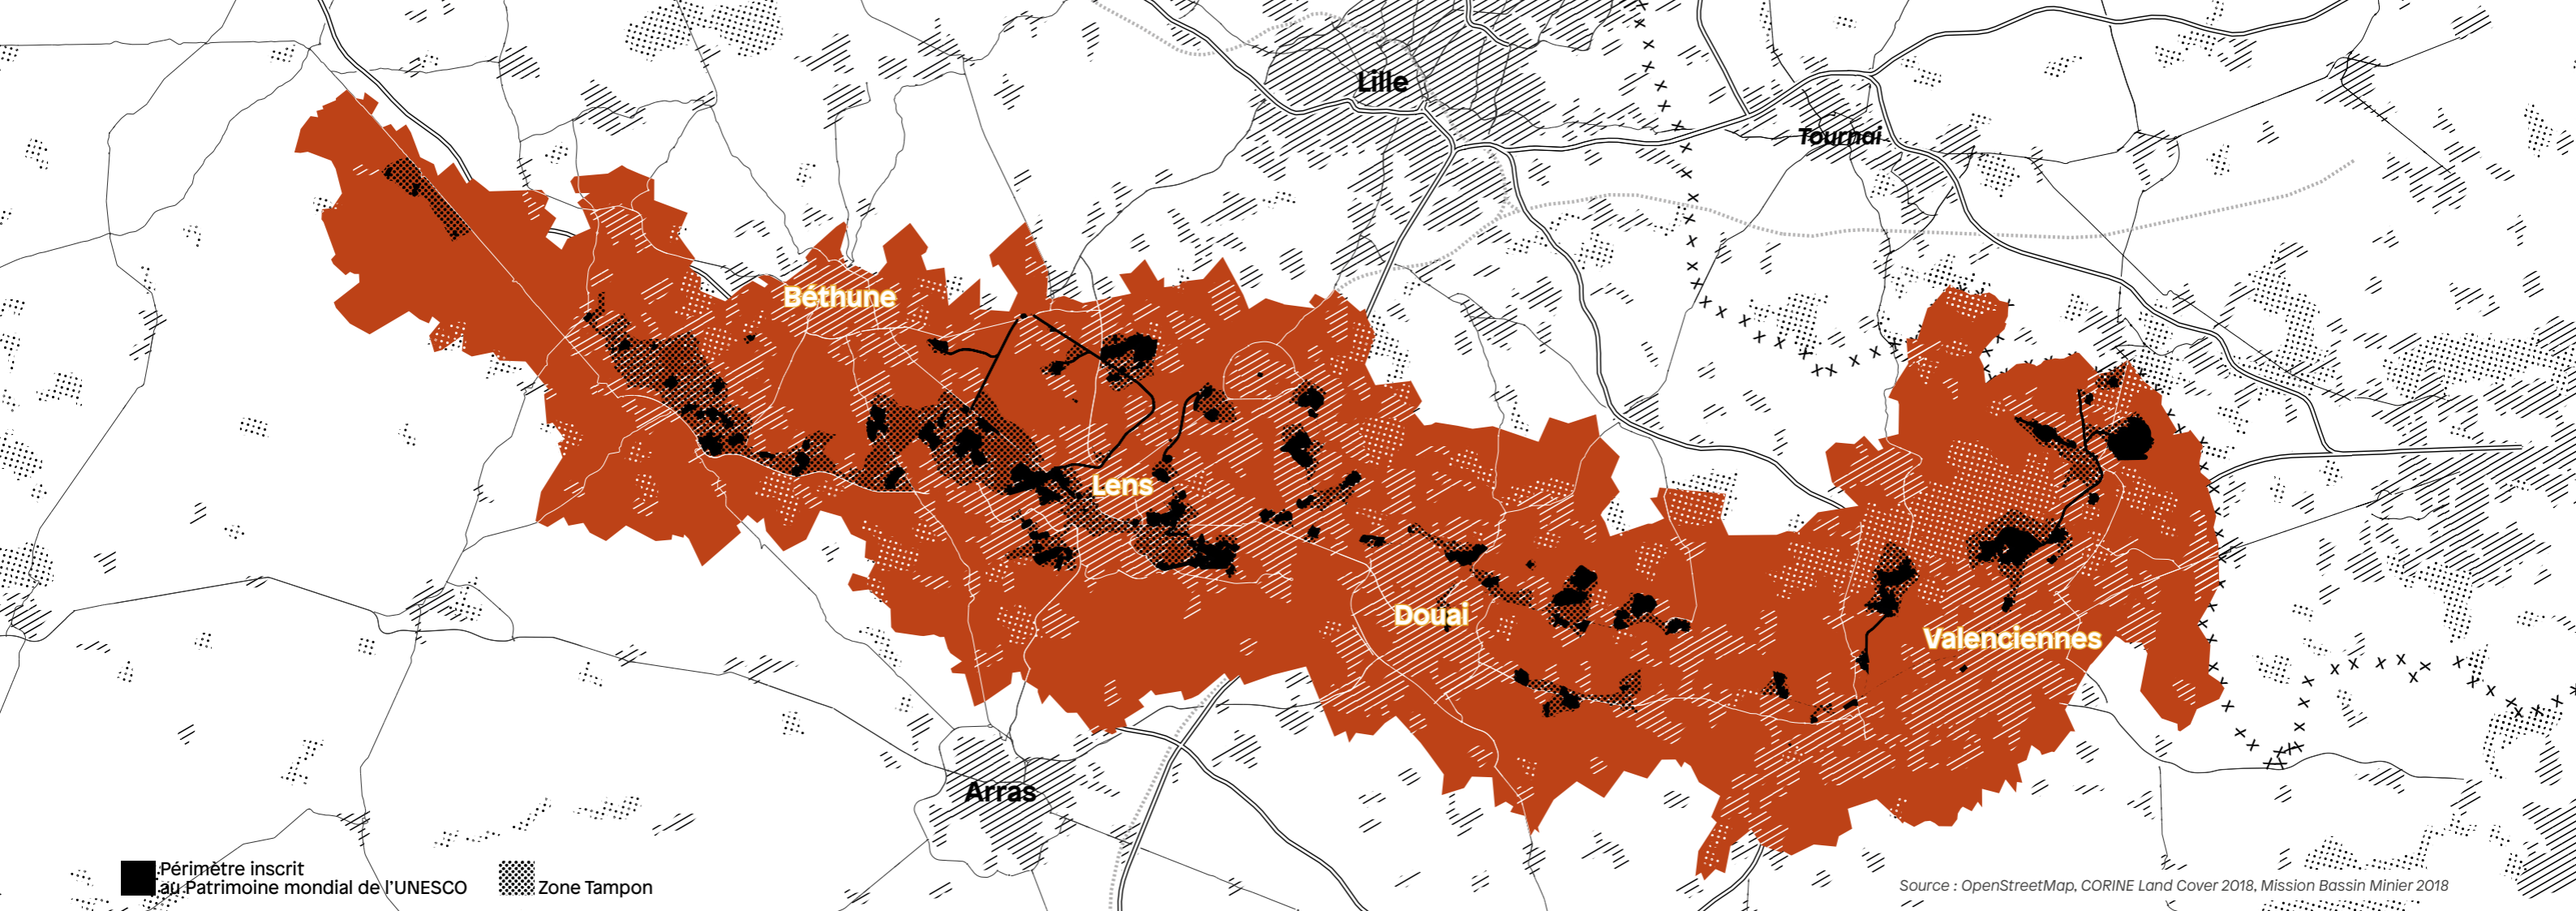 Lille
Tournai
Béthune
Lens
Douai
Valenciennes
Arras
Périmètre inscrit
au Patrimoine mondial de l'UNESCO
Zone Tampon
Source : OpenStreetMap, CORINE Land Cover 2018, Mission Bassin Minier 2018